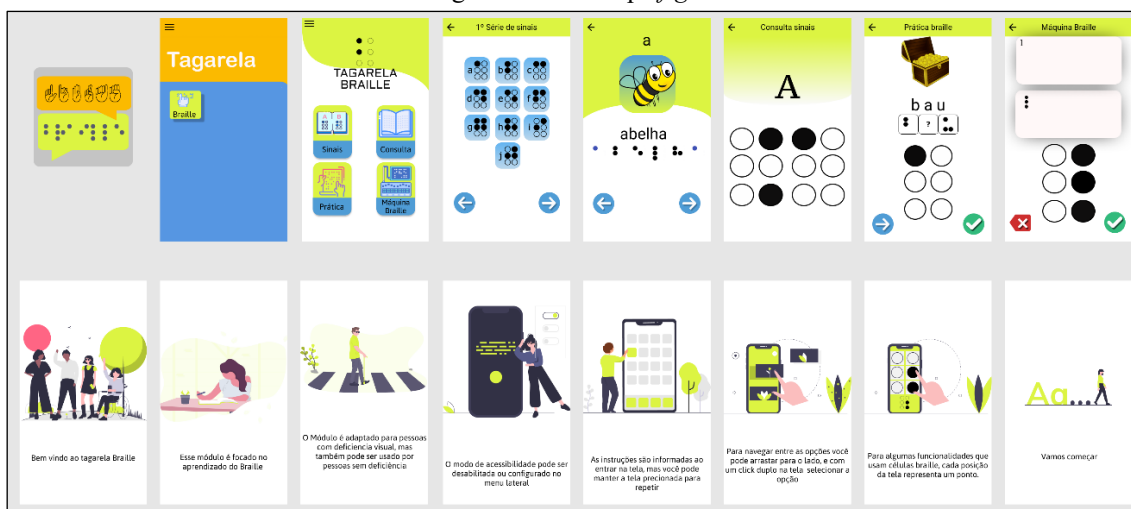 Tagarela
Braille
TAGARELA
BRAILLE
Sinais
Consulta
Prática
Máquina
Braille
1º Série de sinais
a
b
c
d
e
f
g
h
i
j
a
abelha
Consulta sinais
A
Prática braille
b a u
?
Máquina Braille
1
Bem vindo ao tagarela Braille
Esse módulo é focado no
aprendizado do Braille
O Módulo é adaptado para pessoas
com deficiencia visual, mas
também pode ser usado por
pessoas sem deficiência.
O modo de acessibilidade pode ser
desabilitada ou configurado no
menu lateral
As instruções são informadas ao
entrar na tela, mas você pode
manter a tela precionada para
repetir
Para navegar entre as opções você
pode arrastar para o lado, e com
um click duplo na tela selecionar a
opção
Para algumas funcionalidades que
usam células braille, cada posição
da tela representa um ponto.
Aa
Vamos começar